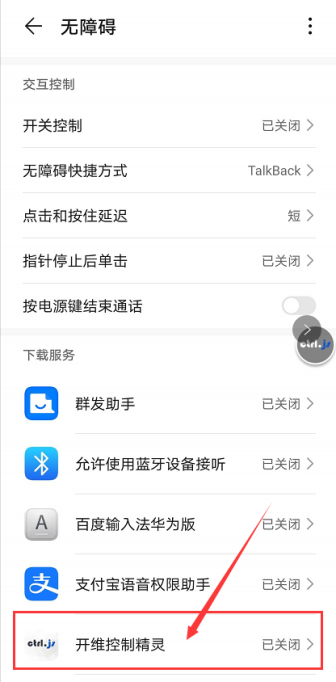 无障碍
交互控制
开关控制 已关闭
无障碍快捷方式 TalkBack
点击和按住延迟 短
指针停止后单击 已关闭
按电源键结束通话
ctrl.js
下载服务
群发助手 已关闭
允许使用蓝牙设备接听 已关闭
A 百度输入法华为版 已关闭
支 支付宝语音权限助手 已关闭
ctrl.js 开维控制精灵 已关闭